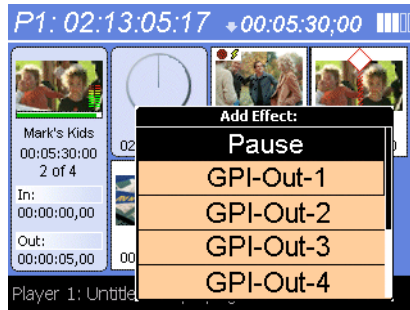 P1: 02:13:05:17 00:05:30;00
Mark's Kids
00:05:30:00
2 of 4
In:
00:00:00,00
Out:
00:00:05,00
02
00
Add Effect:
Pause
GPI-Out-1
GPI-Out-2
GPI-Out-3
GPI-Out-4
Player 1: